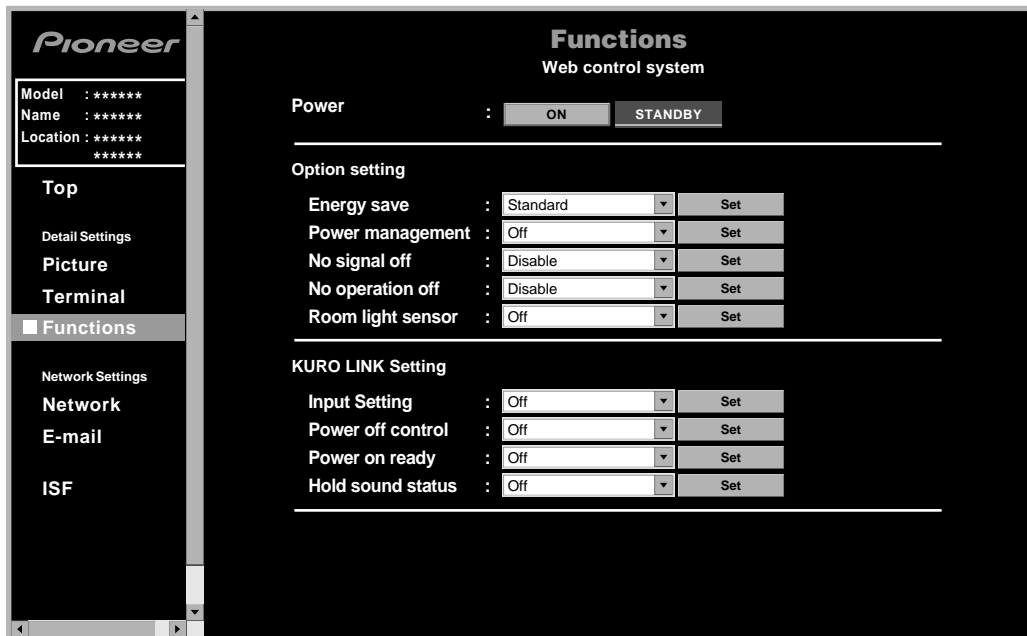 Pioneer
Model : ******
Name : ******
Location : ******
******
Top
Detail Settings
Picture
Terminal
Functions
Network Settings
Network
E-mail
ISF
Functions
Web control system
Power : ON STANDBY
Option setting
Energy save : Standard Set
Power management : Off Set
No signal off : Disable Set
No operation off : Disable Set
Room light sensor : Off Set
KURO LINK Setting
Input Setting : Off Set
Power off control : Off Set
Power on ready : Off Set
Hold sound status : Off Set